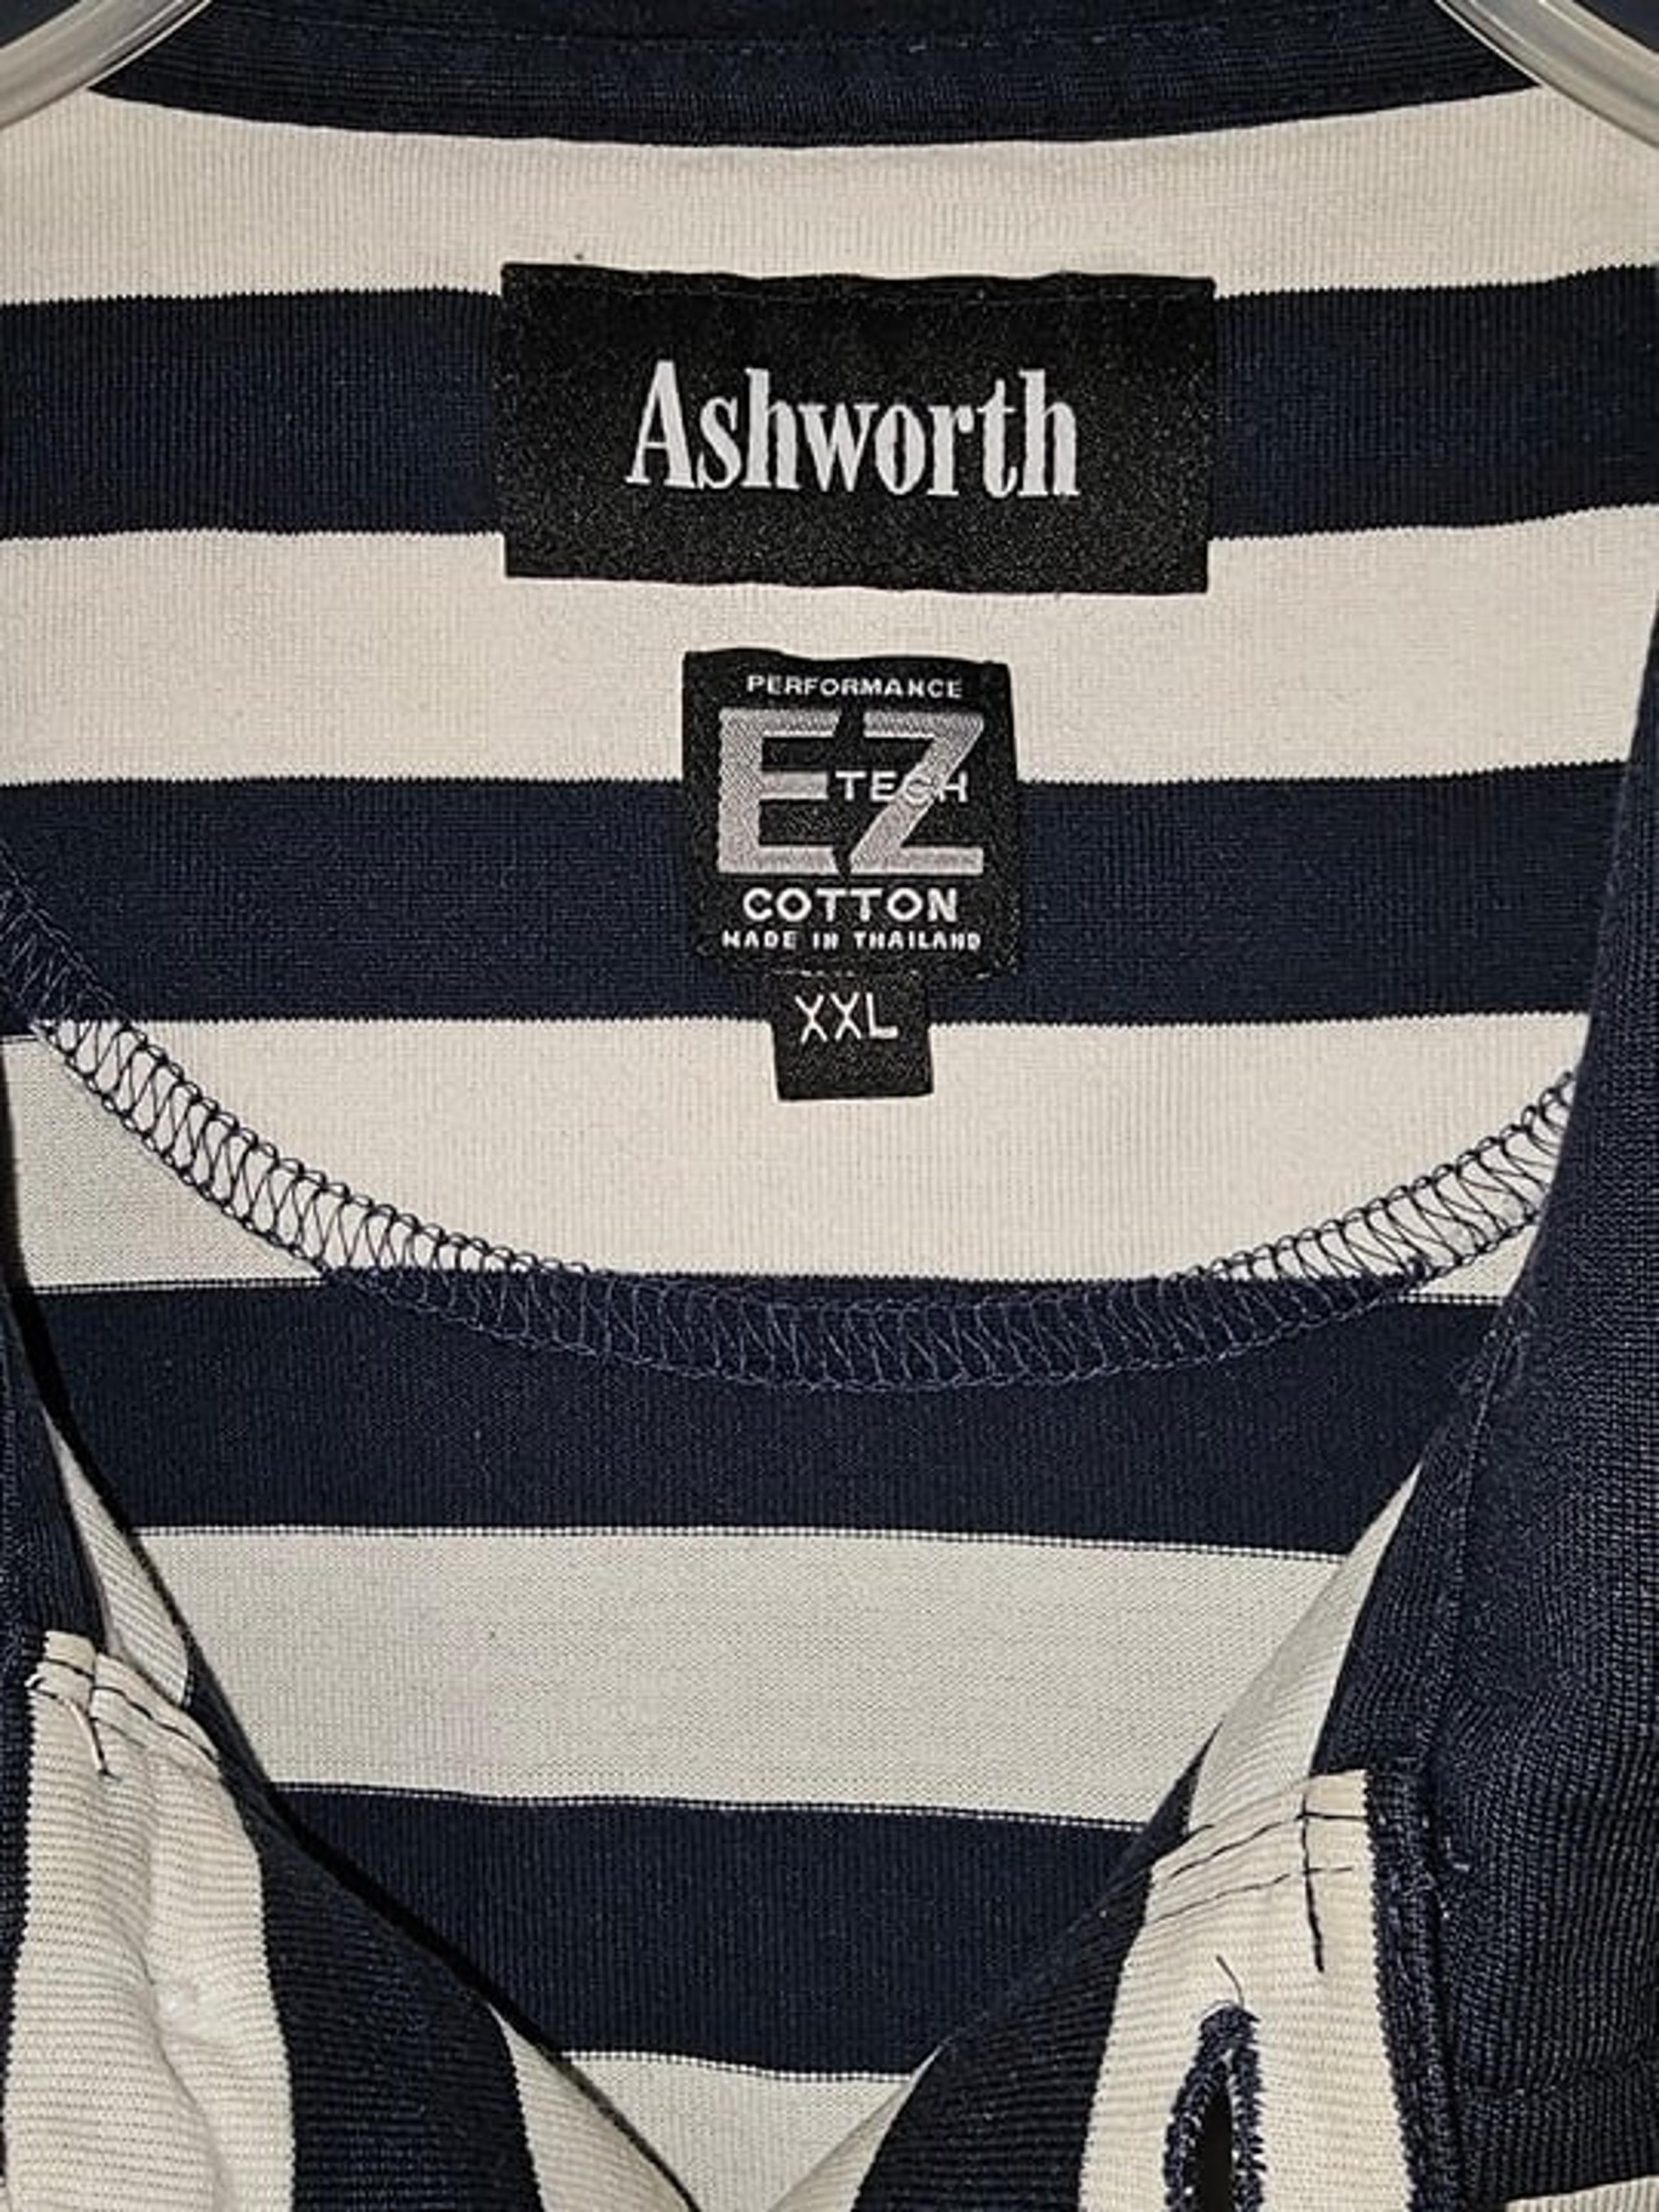 Ashworth
PERFORMANCE
EZ
TECH
COTTON
MADE IN THAILAND
XXL